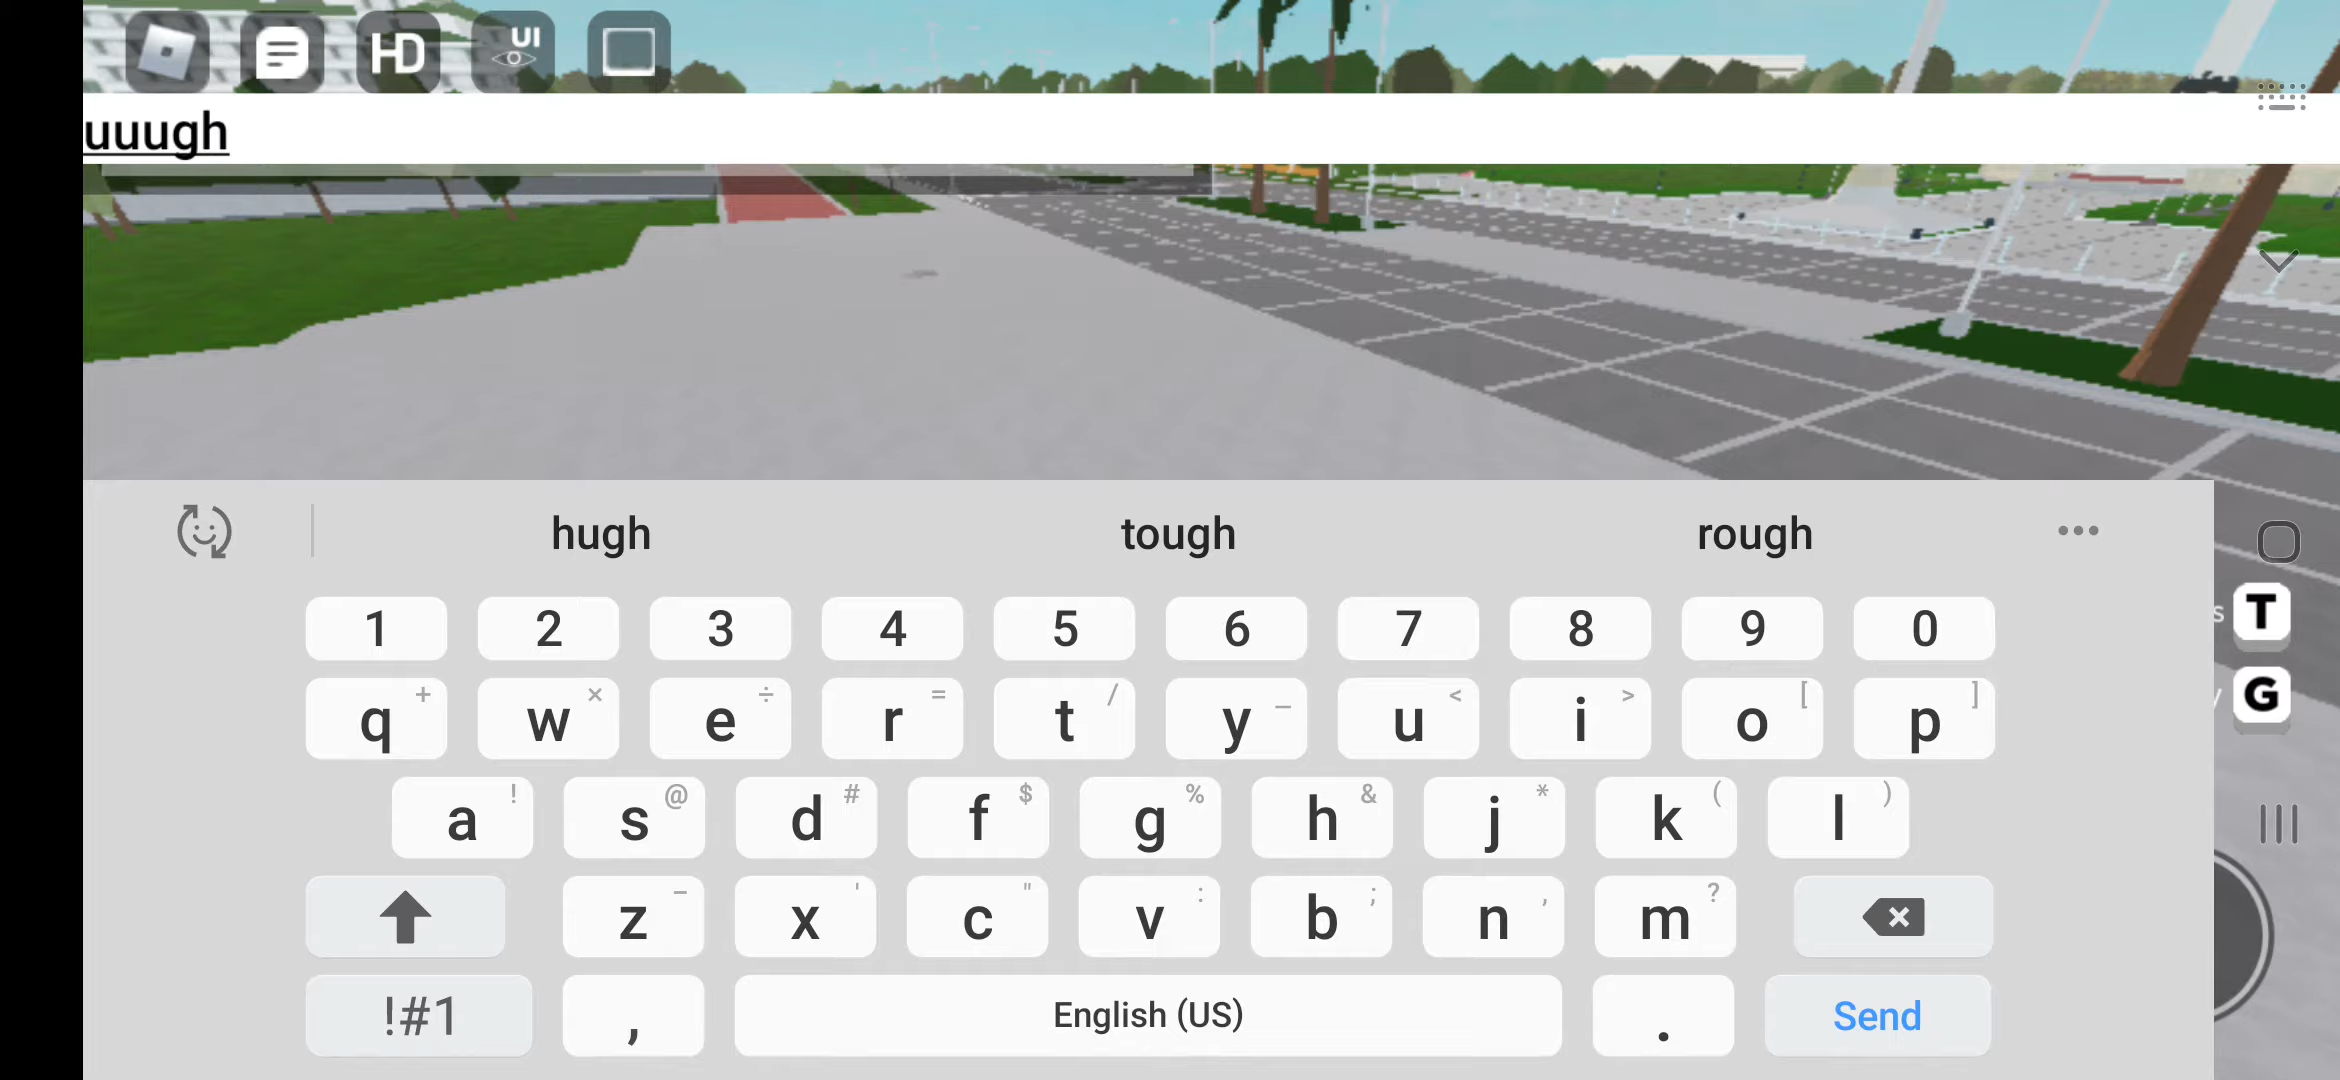 HD
UI
uuugh
hugh tough rough
1 2 3 4 5 6 7 8 9 0
s T
q + w × e ÷ r = t / y _ u < i > o [ p ]
G
a ! s @ d # f $ g % h & j * k ( l )
z - x ' c " v : b ; n , m ?
!#1 , English (US) . Send